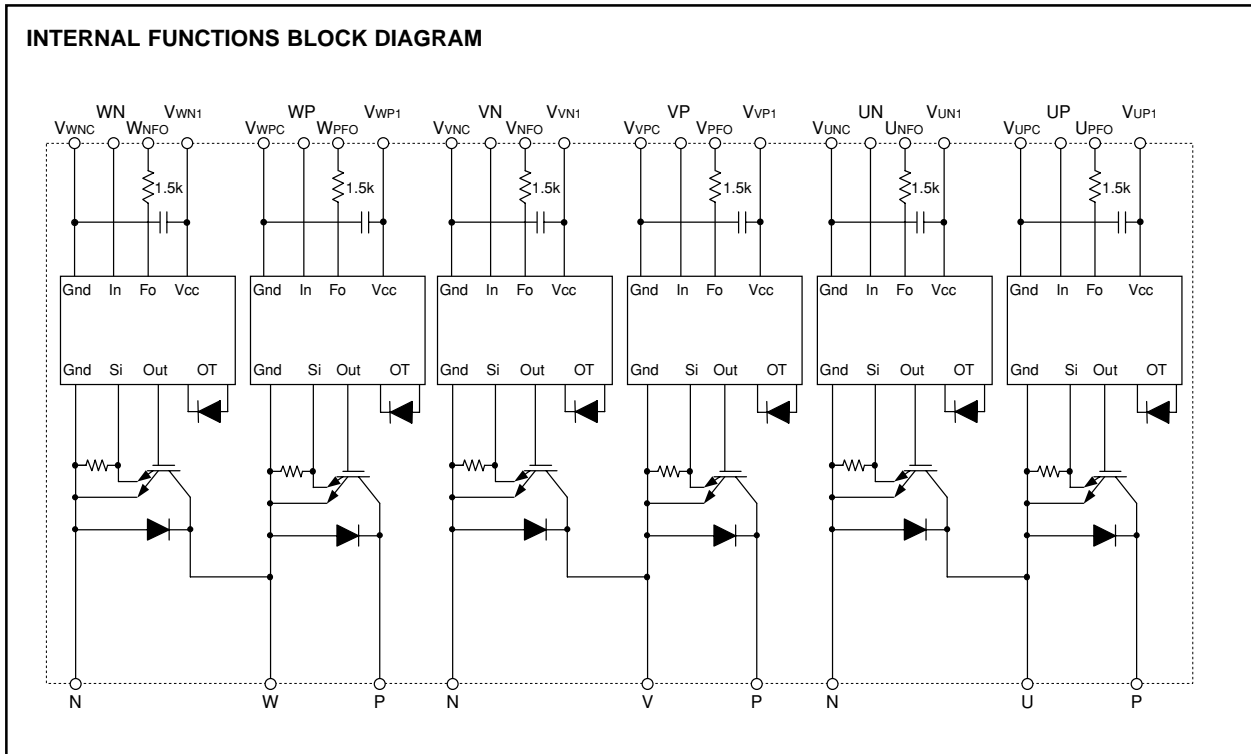 INTERNAL FUNCTIONS BLOCK DIAGRAM
WN VWN1 WP VWP1 VN VVN1 VP VVP1 UN VUN1 UP VUP1
VWNC WNFO VWPC WPFO VVNC VNFO VVPC VPFO VUNC UNFO VUPC UPFO
1.5k 1.5k 1.5k 1.5k 1.5k 1.5k
Gnd In Fo Vcc Gnd In Fo Vcc Gnd In Fo Vcc Gnd In Fo Vcc Gnd In Fo Vcc Gnd In Fo Vcc
Gnd Si Out OT Gnd Si Out OT Gnd Si Out OT Gnd Si Out OT Gnd Si Out OT Gnd Si Out OT
N W P N V P N U P